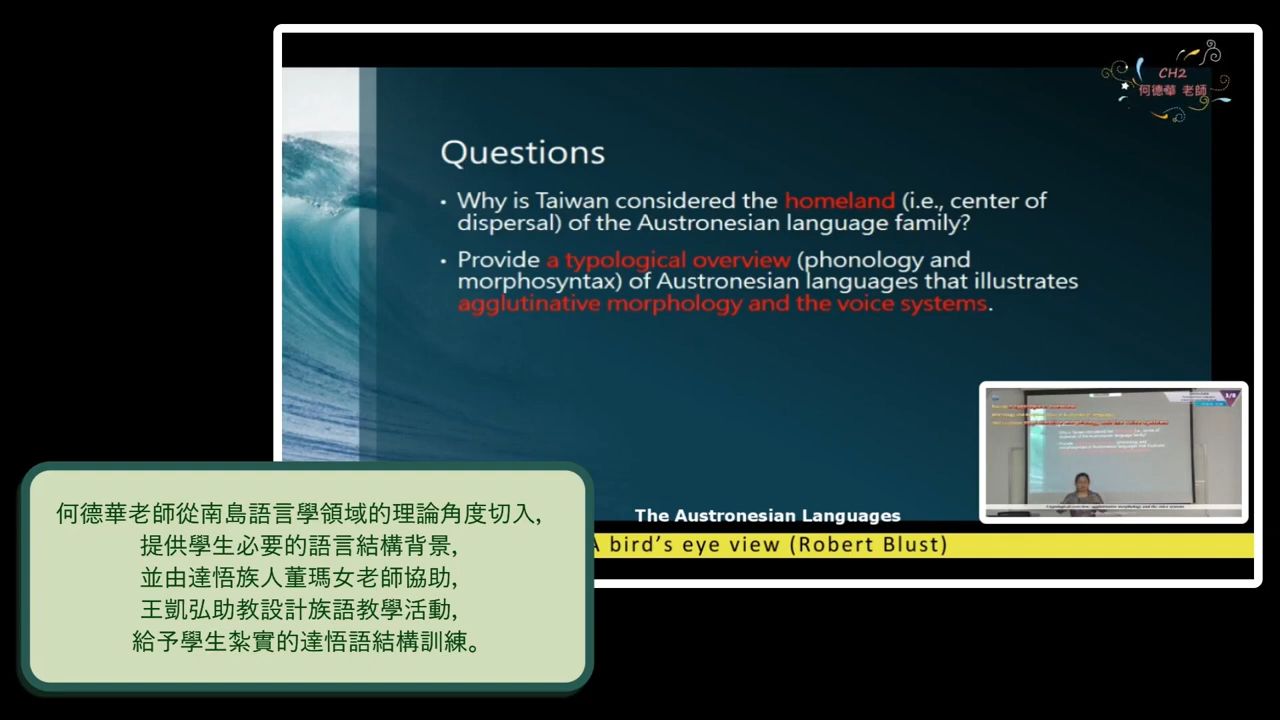 CH2
何德華 老師
Questions
• Why is Taiwan considered the homeland (i.e., center of
dispersal) of the Austronesian language family?
• Provide a typological overview (phonology and
morphosyntax) of Austronesian languages that illustrates
agglutinative morphology and the voice systems.
The Austronesian Languages
A bird's eye view (Robert Blust)
何德華老師從南島語言學領域的理論角度切入,
提供學生必要的語言結構背景,
並由達悟族人董瑪女老師協助,
王凱弘助教設計族語教學活動,
給予學生紮實的達悟語結構訓練。